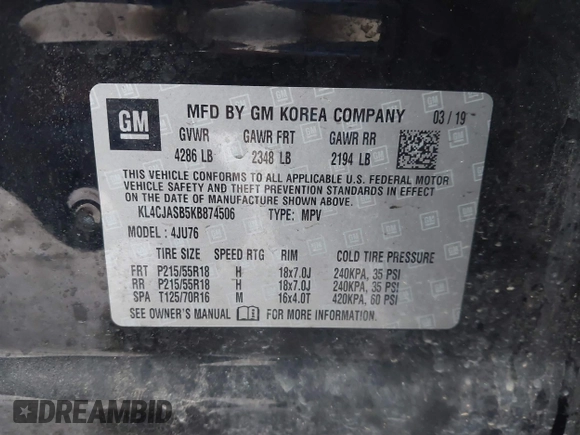 GM
MFD BY GM KOREA COMPANY 03/19
GVWR GAWR FRT GAWR RR
4286 LB 2348 LB 2194 LB
THIS VEHICLE CONFORMS TO ALL APPLICABLE U.S. FEDERAL MOTOR
VEHICLE SAFETY AND THEFT PREVENTION STANDARDS IN EFFECT
ON THE DATE OF MANUFACTURE SHOWN ABOVE.
KL4CJASB5KB874506 TYPE: MPV
MODEL: 4JU76
TIRE SIZE SPEED RTG RIM COLD TIRE PRESSURE
FRT P215/55R18 H 18x7.0J 240KPA, 35 PSI
RR P215/55R18 H 18x7.0J 240KPA, 35 PSI
SPA T125/70R16 M 16x4.0T 420KPA, 60 PSI
SEE OWNER'S MANUAL FOR MORE INFORMATION.
DREAMBID